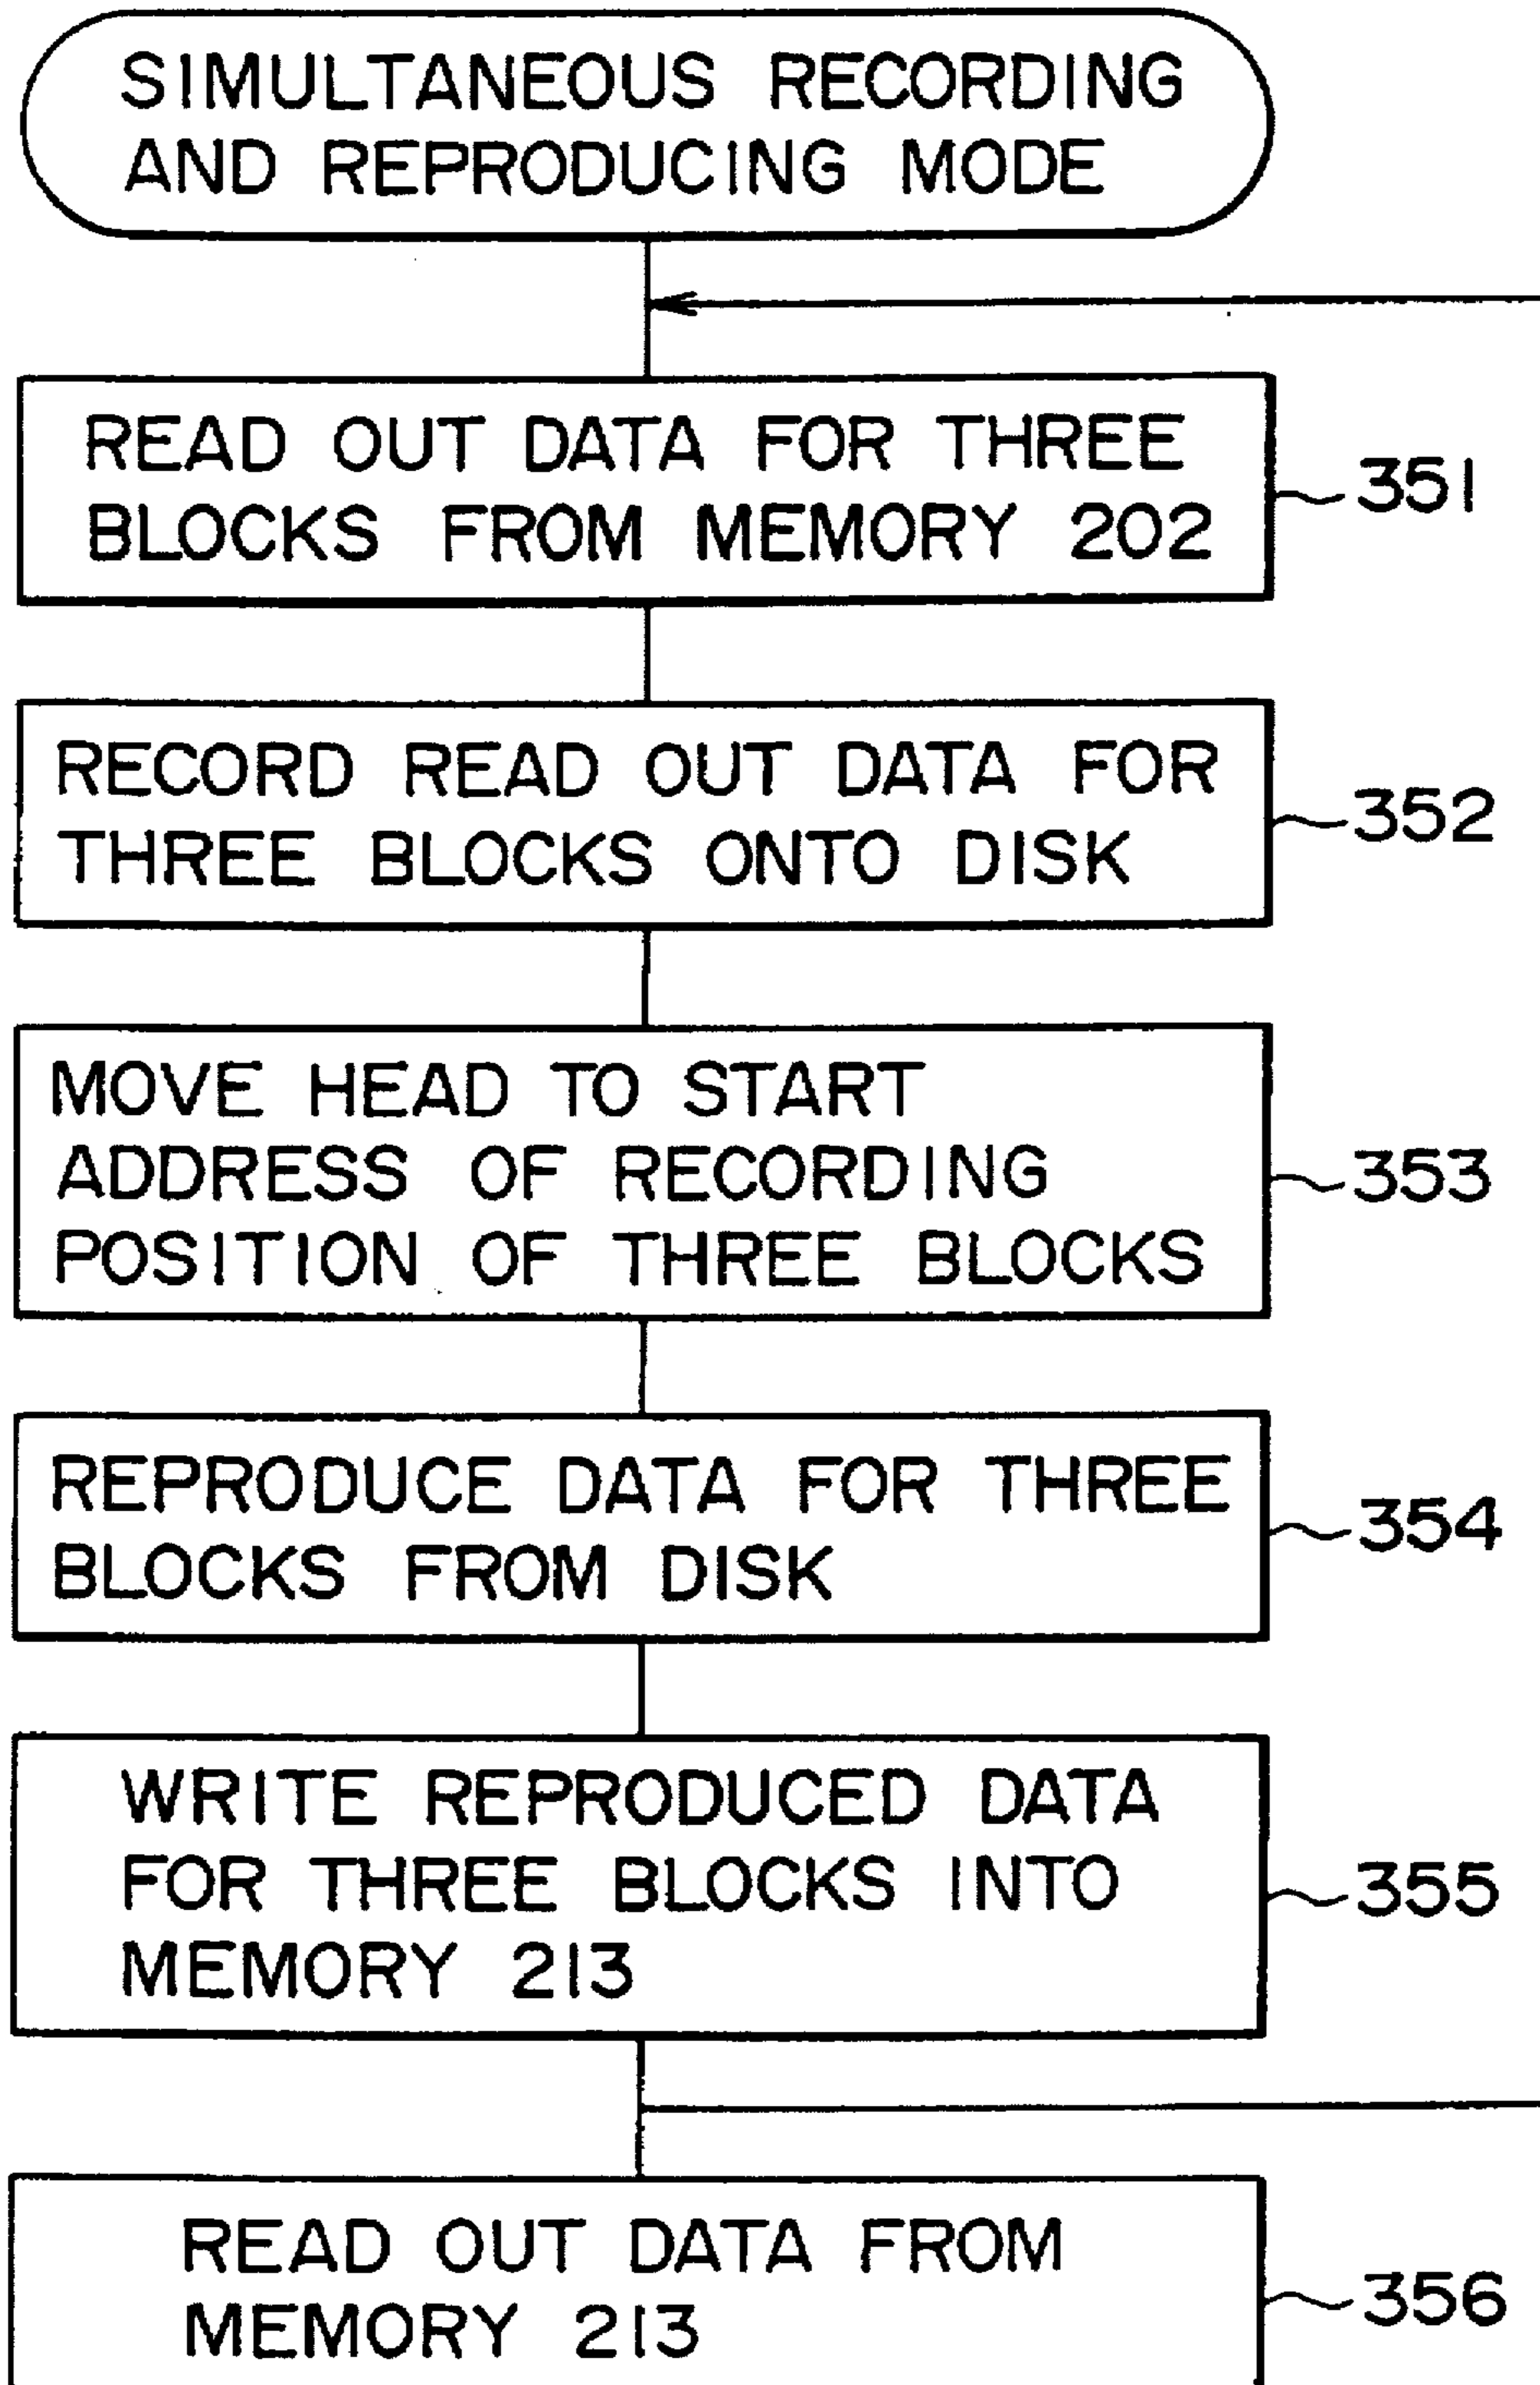 SIMULTANEOUS RECORDING
AND REPRODUCING MODE
READ OUT DATA FOR THREE
BLOCKS FROM MEMORY 202
351
RECORD READ OUT DATA FOR
THREE BLOCKS ONTO DISK
352
MOVE HEAD TO START
ADDRESS OF RECORDING
POSITION OF THREE BLOCKS
353
REPRODUCE DATA FOR THREE
BLOCKS FROM DISK
354
WRITE REPRODUCED DATA
FOR THREE BLOCKS INTO
MEMORY 213
355
READ OUT DATA FROM
MEMORY 213
356